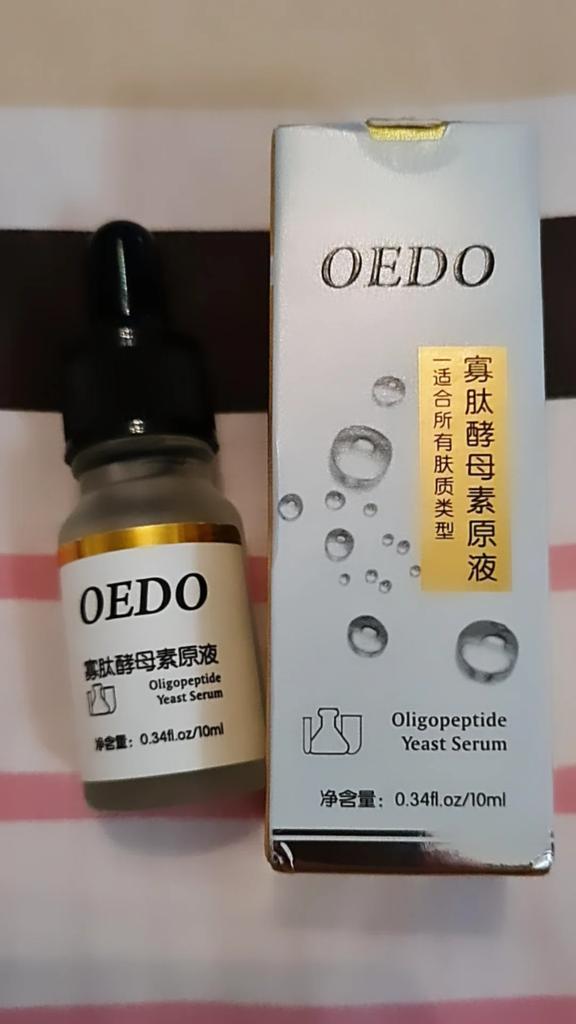 OEDO
寡肽酵母素原液
Oligopeptide
Yeast Serum
净含量：0.34fl.oz/10ml
OEDO
寡肽酵母素原液
一适合所有肤质类型
Oligopeptide
Yeast Serum
净含量：0.34fl.oz/10ml